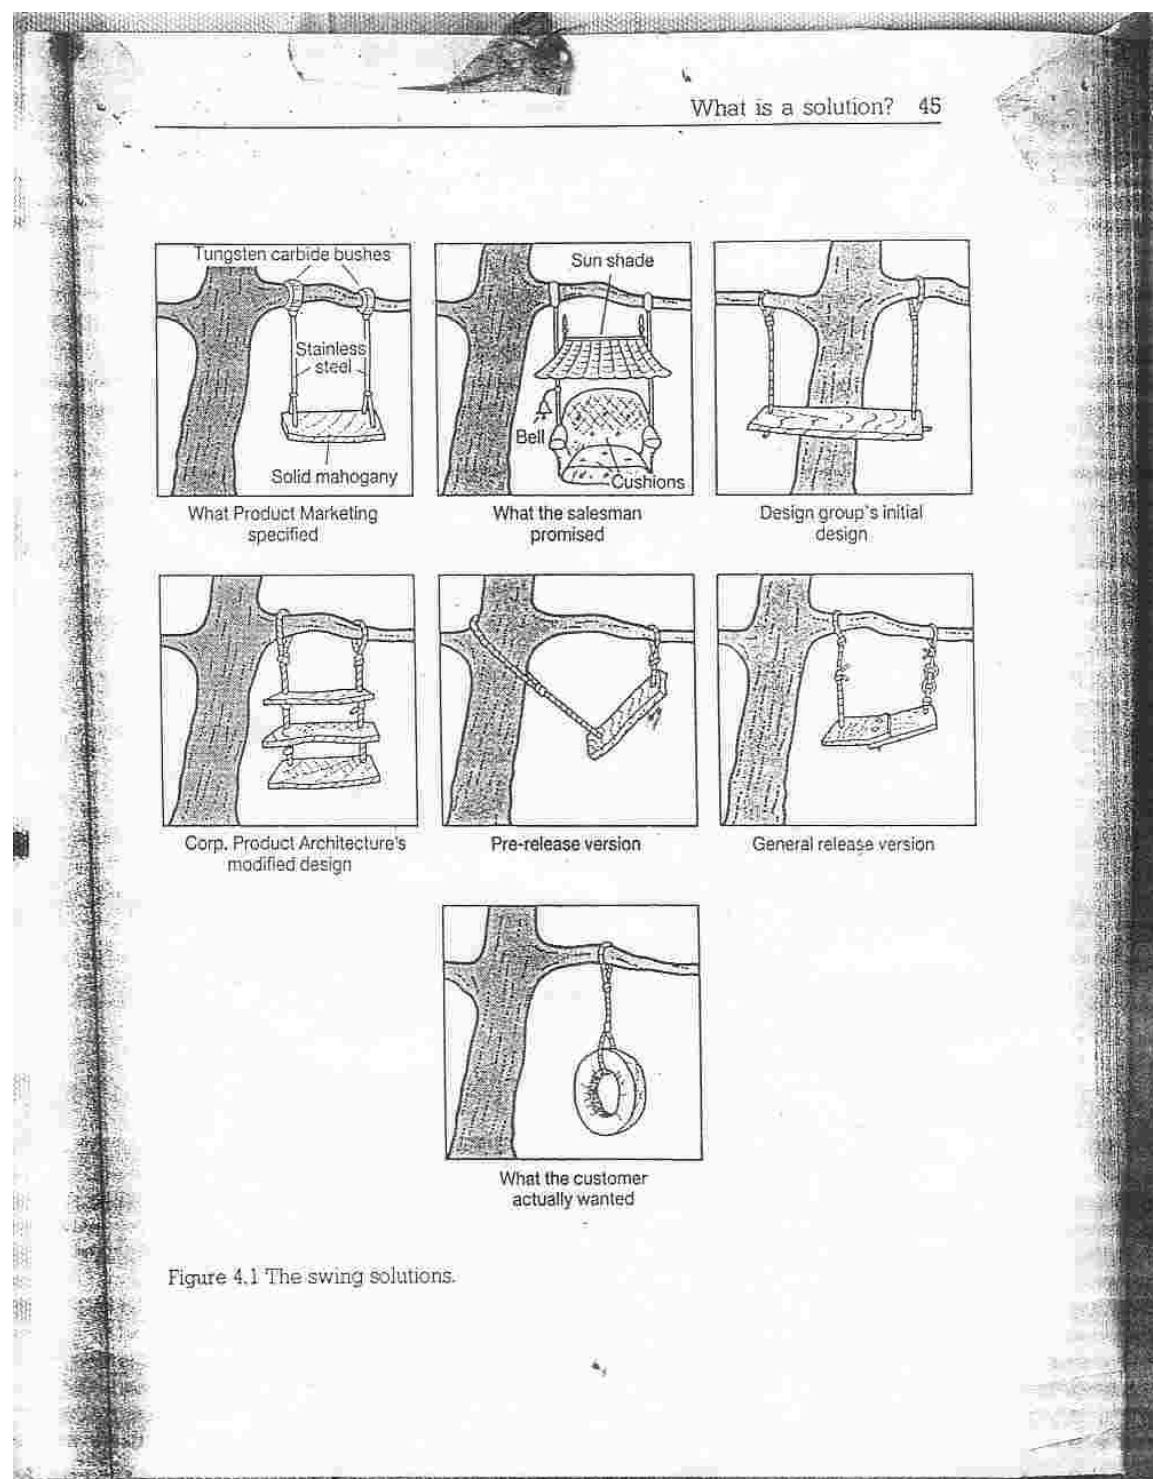 What is a solution? 45
Tungsten carbide bushes
Stainless
steel
Solid mahogany
What Product Marketing
specified
Sun shade
Bell
Cushions
What the salesman
promised
Design group's initial
design
Corp. Product Architecture's
modified design
Pre-release version
General release version
What the customer
actually wanted
Figure 4.1 The swing solutions.